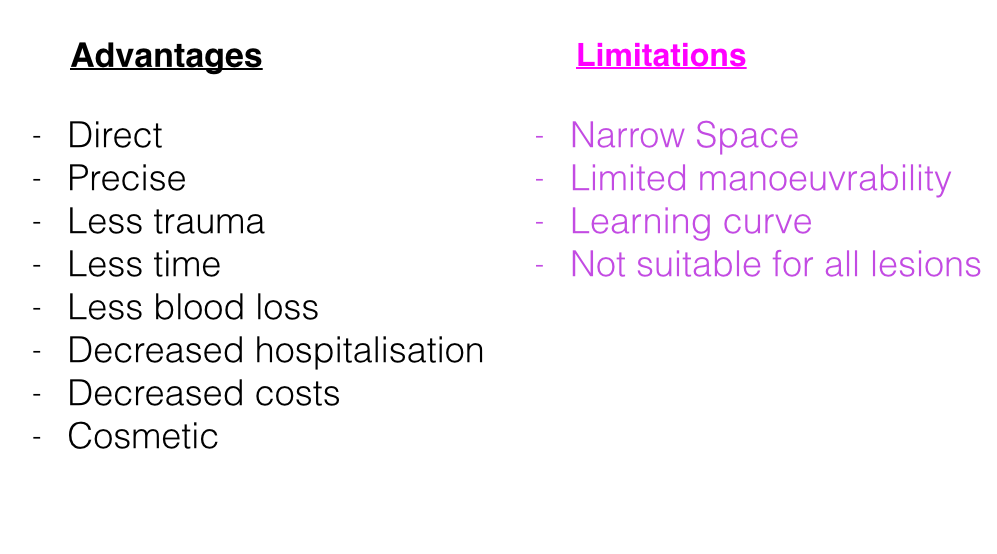 Advantages
- Direct
- Precise
- Less trauma
- Less time
- Less blood loss
- Decreased hospitalisation
- Decreased costs
- Cosmetic
Limitations
- Narrow Space
- Limited manoeuvrability
- Learning curve
- Not suitable for all lesions